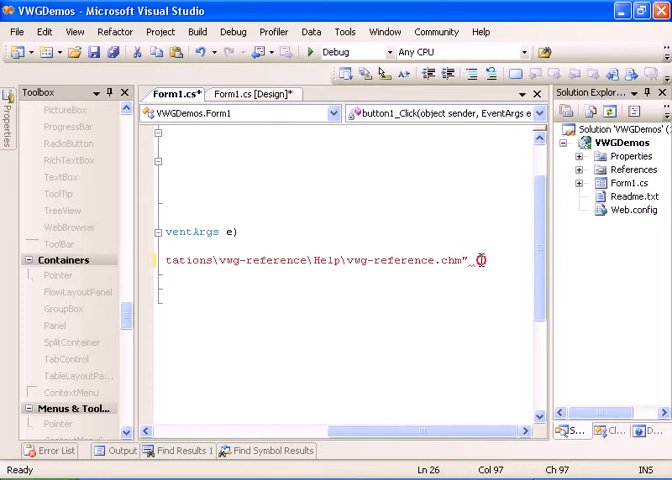 VWGDemos - Microsoft Visual Studio
File Edit View Refactor Project Build Debug Profiler Data Tools Window Community Help
Debug Any CPU
Properties
Toolbox
PictureBox
ProgressBar
RadioButton
RichTextBox
TextBox
ToolTip
TreeView
WebBrowser
ToolBar
Containers
Pointer
FlowLayoutPanel
GroupBox
Panel
SplitContainer
TabControl
TableLayoutPa...
ContextMenu
Menus & Tool...
Pointer
Form1.cs* Form1.cs [Design]*
VWGDemos.Form1 button1_Click(object sender, EventArgs e
ventArgs e)
tations\vwg-reference\Help\vwg-reference.chm"
Solution Explor...
Solution 'VWGDemos' (
VWGDemos
Properties
References
Form1.cs
Readme.txt
Web.config
S... Cl... D...
Error List Output Find Results 1 Find Symbol Results
Ready Ln 26 Col 97 Ch 97 INS